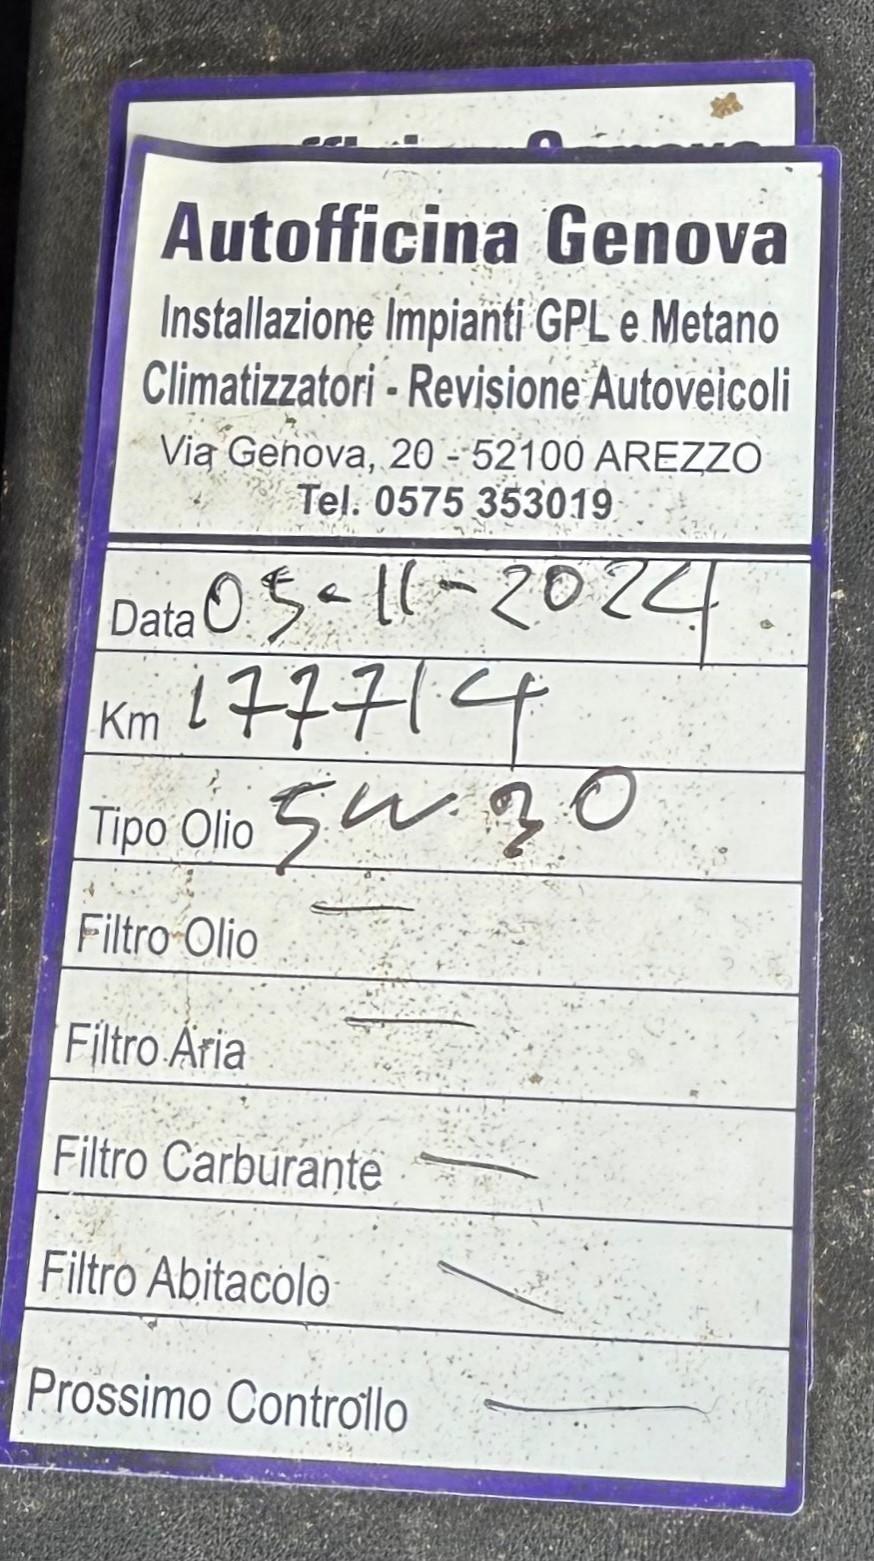 Autofficina Genova
Installazione Impianti GPL e Metano
Climatizzatori - Revisione Autoveicoli
Via Genova, 20 - 52100 AREZZO
Tel. 0575 353019
Data 05-11-2024
Km 177714
Tipo Olio 5W30
Filtro Olio —
Filtro Aria —
Filtro Carburante —
Filtro Abitacolo —
Prossimo Controllo —